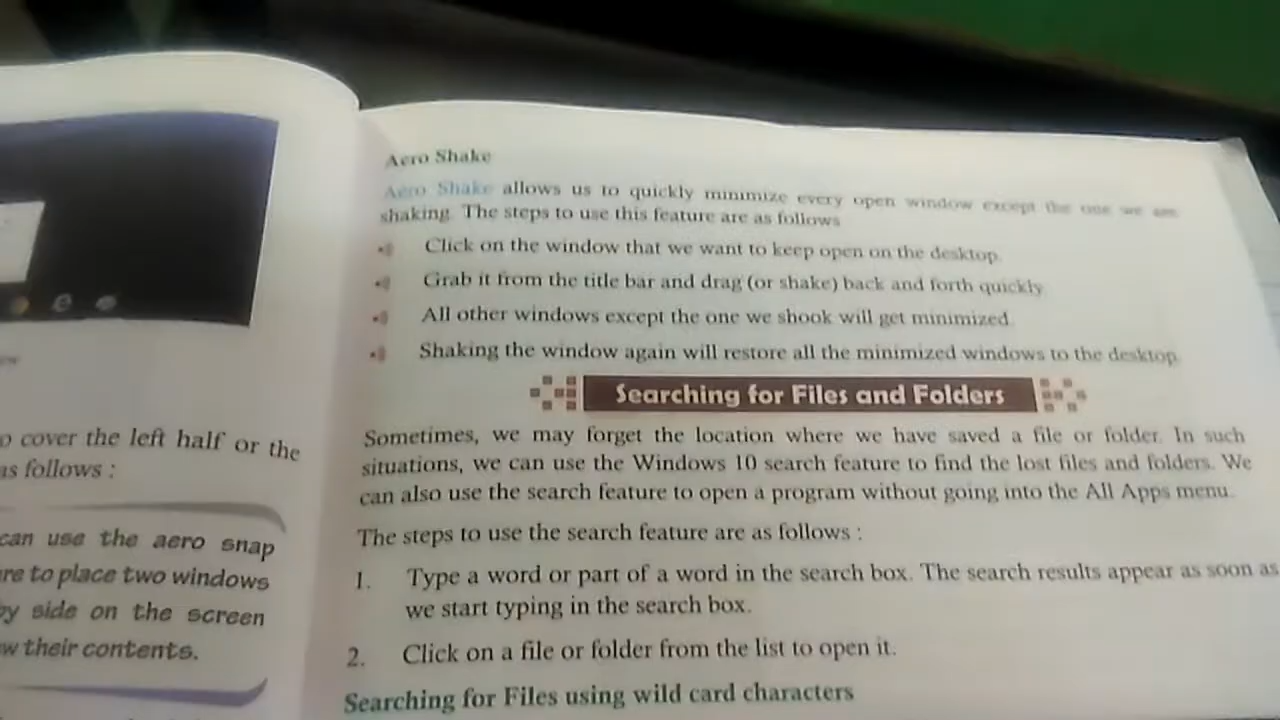 o cover the left half or the
as follows :
can use the aero snap
re to place two windows
by side on the screen
w their contents.
Aero Shake
Aero Shake allows us to quickly minimize every open window except the one we are
shaking. The steps to use this feature are as follows
Click on the window that we want to keep open on the desktop.
Grab it from the title bar and drag (or shake) back and forth quickly
All other windows except the one we shook will get minimized.
Shaking the window again will restore all the minimized windows to the desktop.
Searching for Files and Folders
Sometimes, we may forget the location where we have saved a file or folder. In such
situations, we can use the Windows 10 search feature to find the lost files and folders. We
can also use the search feature to open a program without going into the All Apps menu.
The steps to use the search feature are as follows :
1. Type a word or part of a word in the search box. The search results appear as soon as
we start typing in the search box.
2. Click on a file or folder from the list to open it.
Searching for Files using wild card characters